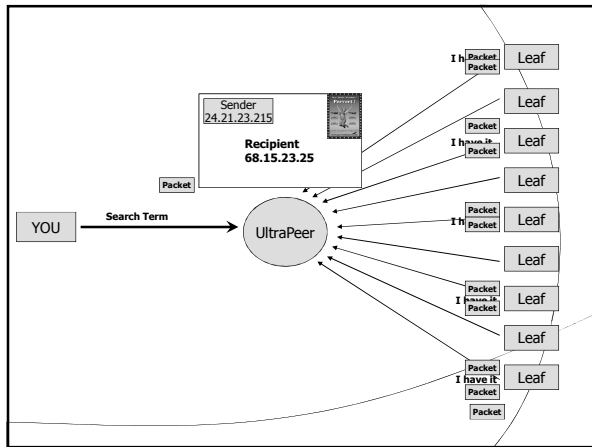 Packet
Leaf
I h
Packet
Leaf
Sender
24.21.23.215
Recipient
68.15.23.25
Packet
Leaf
I have it
Packet
Packet
Leaf
YOU
Search Term
UltraPeer
Packet
Leaf
I h
Packet
Leaf
Packet
Leaf
I have it
Packet
Leaf
Packet
Leaf
I have it
Packet
Packet